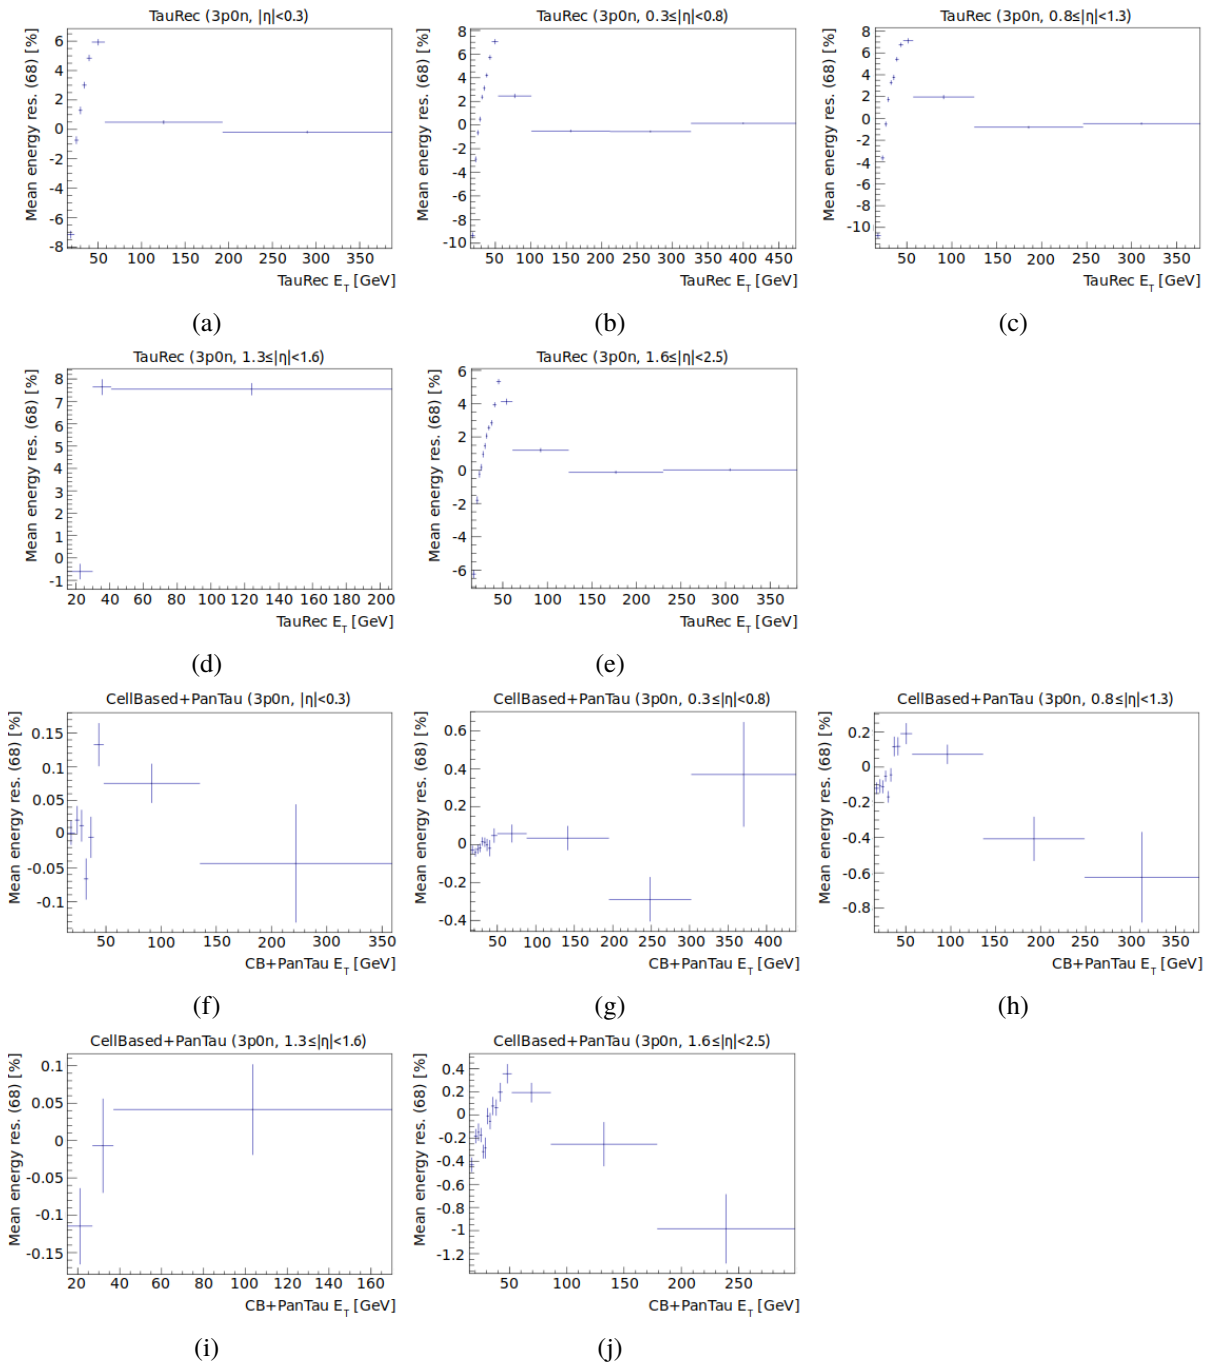 TauRec (3p0n, |η|<0.3)
Mean energy res. (68) [%]
6
4
2
0
-2
-4
-6
-8
50 100 150 200 250 300 350
TauRec E_T [GeV]
(a)
TauRec (3p0n, 0.3≤|η|<0.8)
Mean energy res. (68) [%]
8
6
4
2
0
-2
-4
-6
-8
-10
50 100 150 200 250 300 350 400 450
TauRec E_T [GeV]
(b)
TauRec (3p0n, 0.8≤|η|<1.3)
Mean energy res. (68) [%]
8
6
4
2
0
-2
-4
-6
-8
-10
50 100 150 200 250 300 350
TauRec E_T [GeV]
(c)
TauRec (3p0n, 1.3≤|η|<1.6)
Mean energy res. (68) [%]
8
7
6
5
4
3
2
1
0
-1
20 40 60 80 100 120 140 160 180 200
TauRec E_T [GeV]
(d)
TauRec (3p0n, 1.6≤|η|<2.5)
Mean energy res. (68) [%]
6
4
2
0
-2
-4
-6
50 100 150 200 250 300 350
TauRec E_T [GeV]
(e)
CellBased+PanTau (3p0n, |η|<0.3)
Mean energy res. (68) [%]
0.15
0.1
0.05
0
-0.05
-0.1
50 100 150 200 250 300 350
CB+PanTau E_T [GeV]
(f)
CellBased+PanTau (3p0n, 0.3≤|η|<0.8)
Mean energy res. (68) [%]
0.6
0.4
0.2
0
-0.2
-0.4
50 100 150 200 250 300 350 400
CB+PanTau E_T [GeV]
(g)
CellBased+PanTau (3p0n, 0.8≤|η|<1.3)
Mean energy res. (68) [%]
0.2
0
-0.2
-0.4
-0.6
-0.8
50 100 150 200 250 300 350
CB+PanTau E_T [GeV]
(h)
CellBased+PanTau (3p0n, 1.3≤|η|<1.6)
Mean energy res. (68) [%]
0.1
0.05
0
-0.05
-0.1
-0.15
20 40 60 80 100 120 140 160
CB+PanTau E_T [GeV]
(i)
CellBased+PanTau (3p0n, 1.6≤|η|<2.5)
Mean energy res. (68) [%]
0.4
0.2
0
-0.2
-0.4
-0.6
-0.8
-1
-1.2
50 100 150 200 250
CB+PanTau E_T [GeV]
(j)